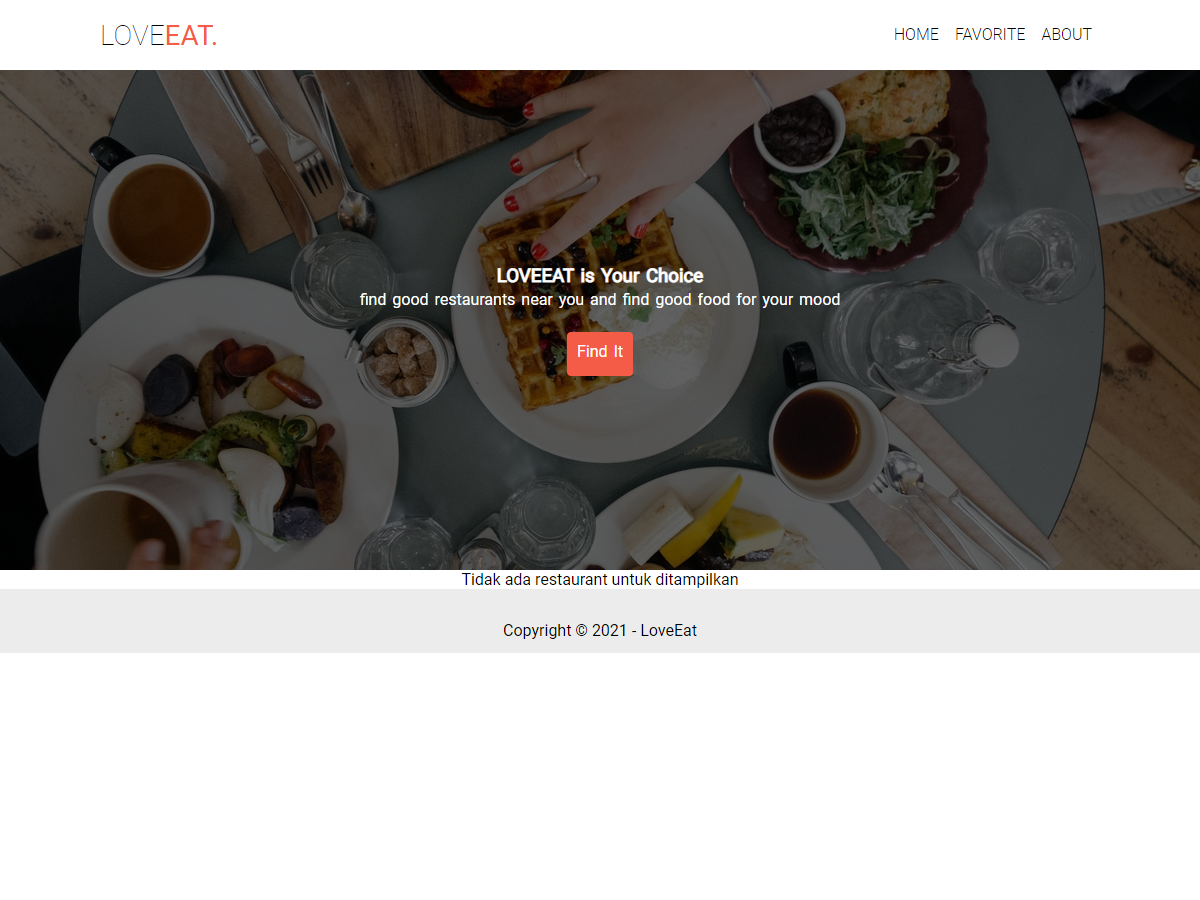 LOVEEAT.
HOME FAVORITE ABOUT
LOVEEAT is Your Choice
find good restaurants near you and find good food for your mood
Find It
Tidak ada restaurant untuk ditampilkan
Copyright © 2021 - LoveEat